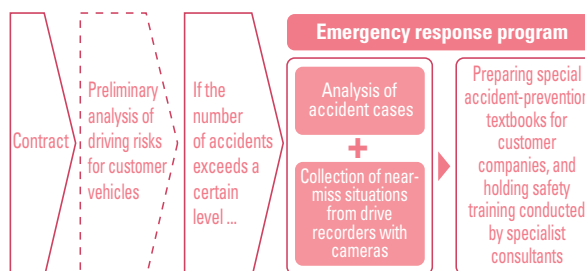 Contract
Preliminary
analysis of
driving risks
for customer
vehicles
If the
number
of accidents
exceeds a
certain
level ...
Emergency response program
Analysis of
accident cases
+
Collection of near-
miss situations
from drive
recorders with
cameras
Preparing special
accident-prevention
textbooks for
customer
companies, and
holding safety
training conducted
by specialist
consultants